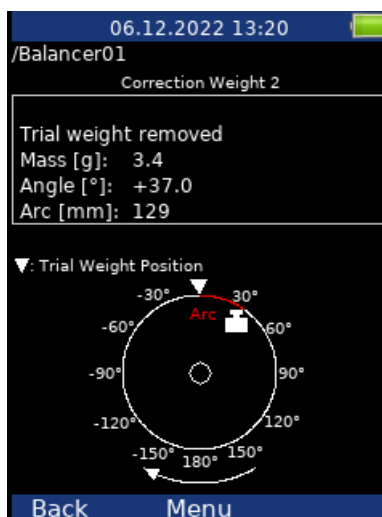 06.12.2022 13:20
/Balancer01
Correction Weight 2
Trial weight removed
Mass [g]: 3.4
Angle [°]: +37.0
Arc [mm]: 129
▼: Trial Weight Position
-30° 30°
Arc
-60° 60°
-90° 90°
-120° 120°
-150° 180° 150°
Back Menu